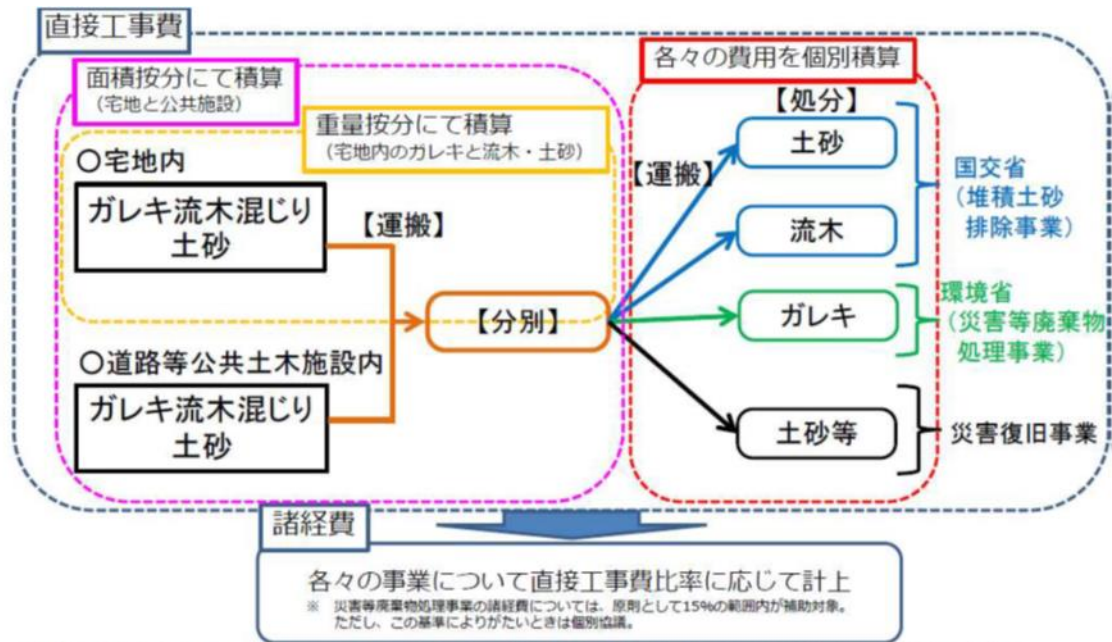 直接工事費
面積按分にて積算
（宅地と公共施設）
重量按分にて積算
（宅地内のガレキと流木・土砂）
〇宅地内
ガレキ流木混じり
土砂
【運搬】
【分別】
〇道路等公共土木施設内
ガレキ流木混じり
土砂
各々の費用を個別積算
【処分】
【運搬】
土砂
流木
ガレキ
土砂等
国交省
（堆積土砂
排除事業）
環境省
（災害等廃棄物
処理事業）
災害復旧事業
諸経費
各々の事業について直接工事費比率に応じて計上
※　災害等廃棄物処理事業の諸経費については、原則として15%の範囲内が補助対象。
ただし、この基準によりがたいときは個別協議。